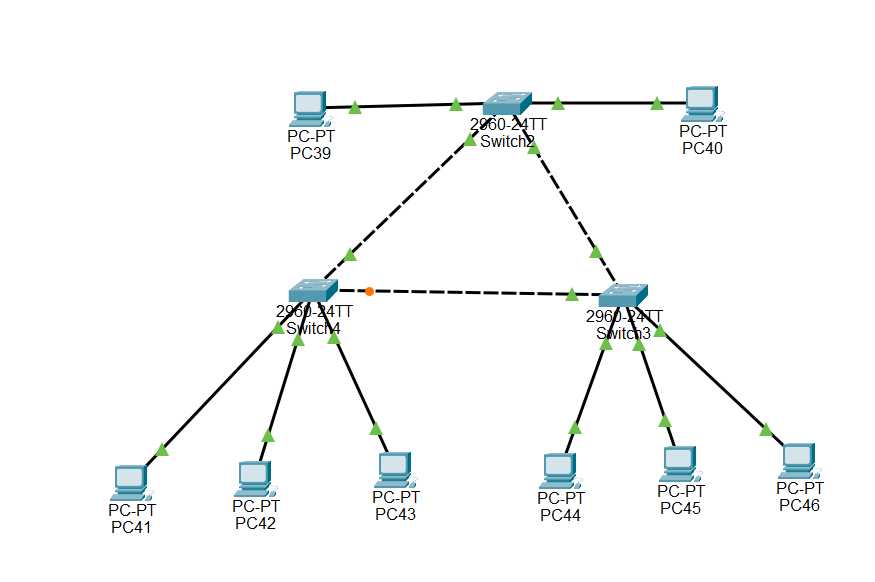 PC-PT
PC39
2960-24TT
Switch2
PC-PT
PC40
2960-24TT
Switch4
2960-24TT
Switch3
PC-PT
PC41
PC-PT
PC42
PC-PT
PC43
PC-PT
PC44
PC-PT
PC45
PC-PT
PC46